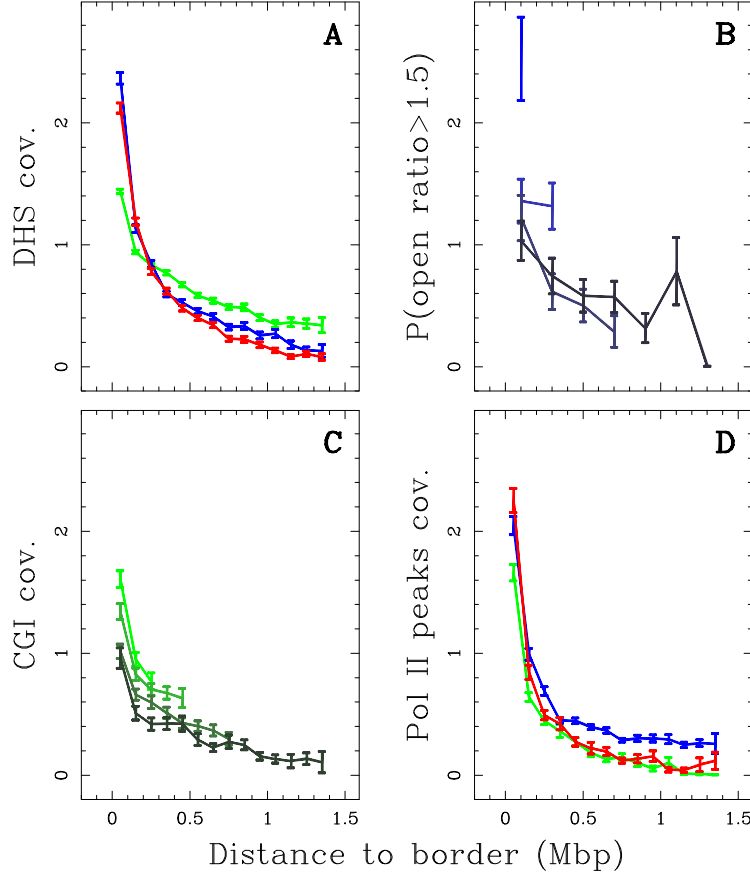 A
DHS cov.
0
1
2
B
P(open ratio>1.5)
0
1
2
C
CGI cov.
0
1
2
0
0.5
1
1.5
D
Pol II peaks cov.
0
1
2
0
0.5
1
1.5
Distance to border (Mbp)